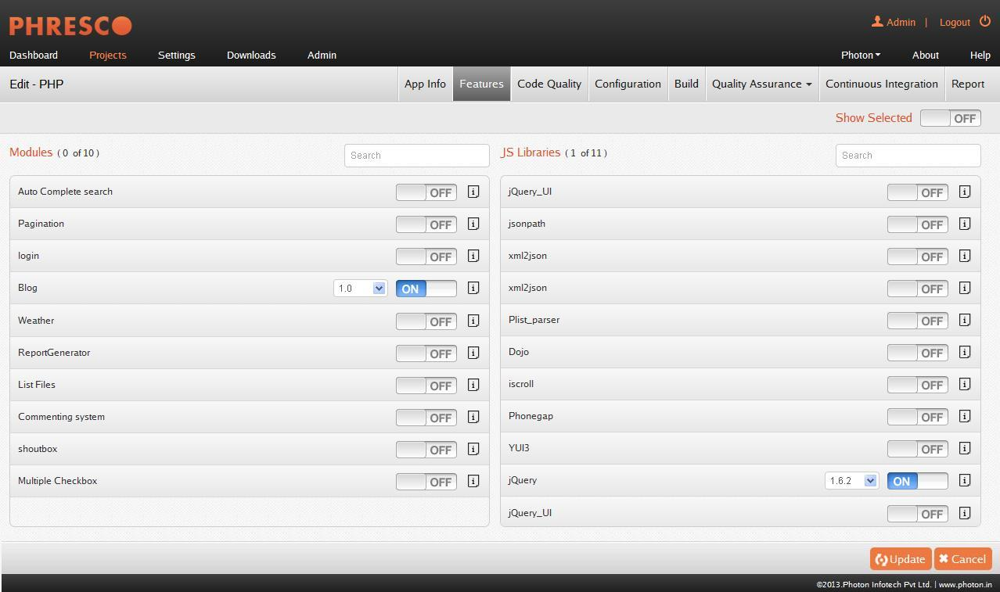 PHRESCO
Admin | Logout
Dashboard Projects Settings Downloads Admin Photon About Help
Edit - PHP App Info Features Code Quality Configuration Build Quality Assurance Continuous Integration Report
Show Selected OFF
Modules ( 0 of 10 ) Search JS Libraries ( 1 of 11 ) Search
Auto Complete search OFF jQuery_UI OFF
Pagination OFF jsonpath OFF
login OFF xml2json OFF
Blog 1.0 ON xml2json OFF
Weather OFF Plist_parser OFF
ReportGenerator OFF Dojo OFF
List Files OFF iscroll OFF
Commenting system OFF Phonegap OFF
shoutbox OFF YUI3 OFF
Multiple Checkbox OFF jQuery 1.6.2 ON
jQuery_UI OFF
Update Cancel
©2013.Photon Infotech Pvt Ltd. | www.photon.in